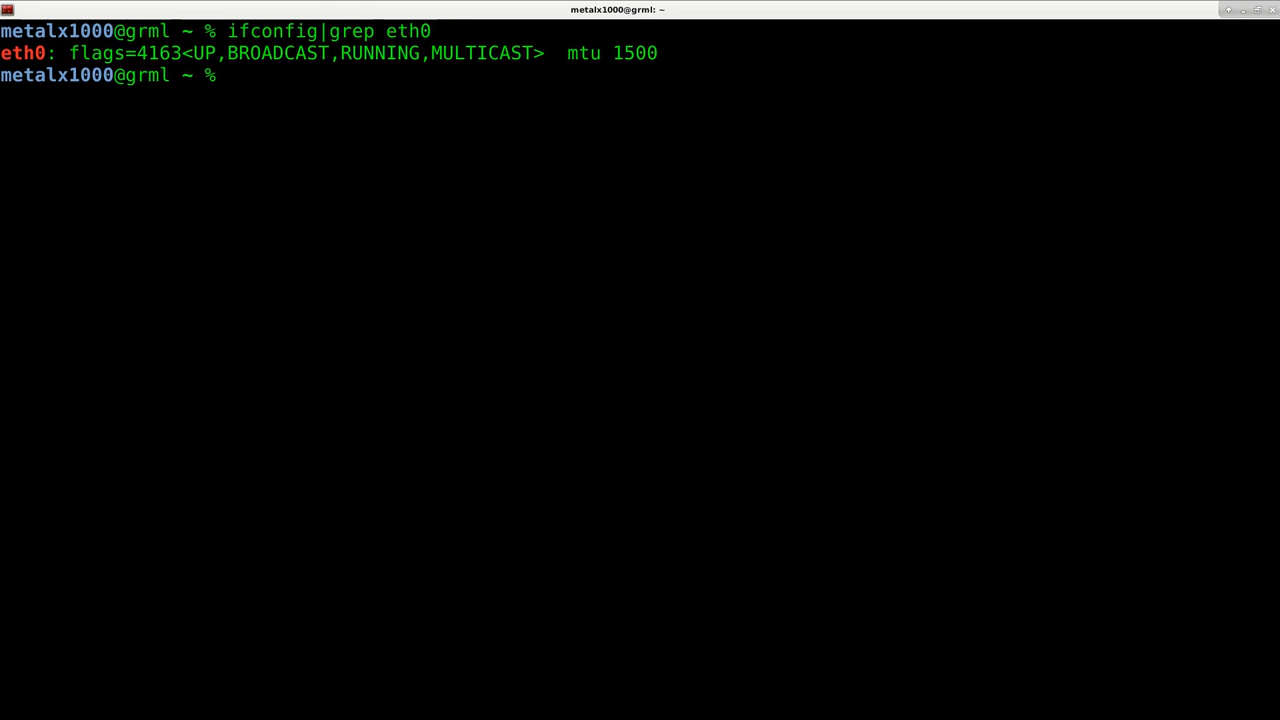 metalx1000@grml: ~
metalx1000@grml ~ % ifconfig|grep eth0
eth0: flags=4163<UP,BROADCAST,RUNNING,MULTICAST>  mtu 1500
metalx1000@grml ~ %